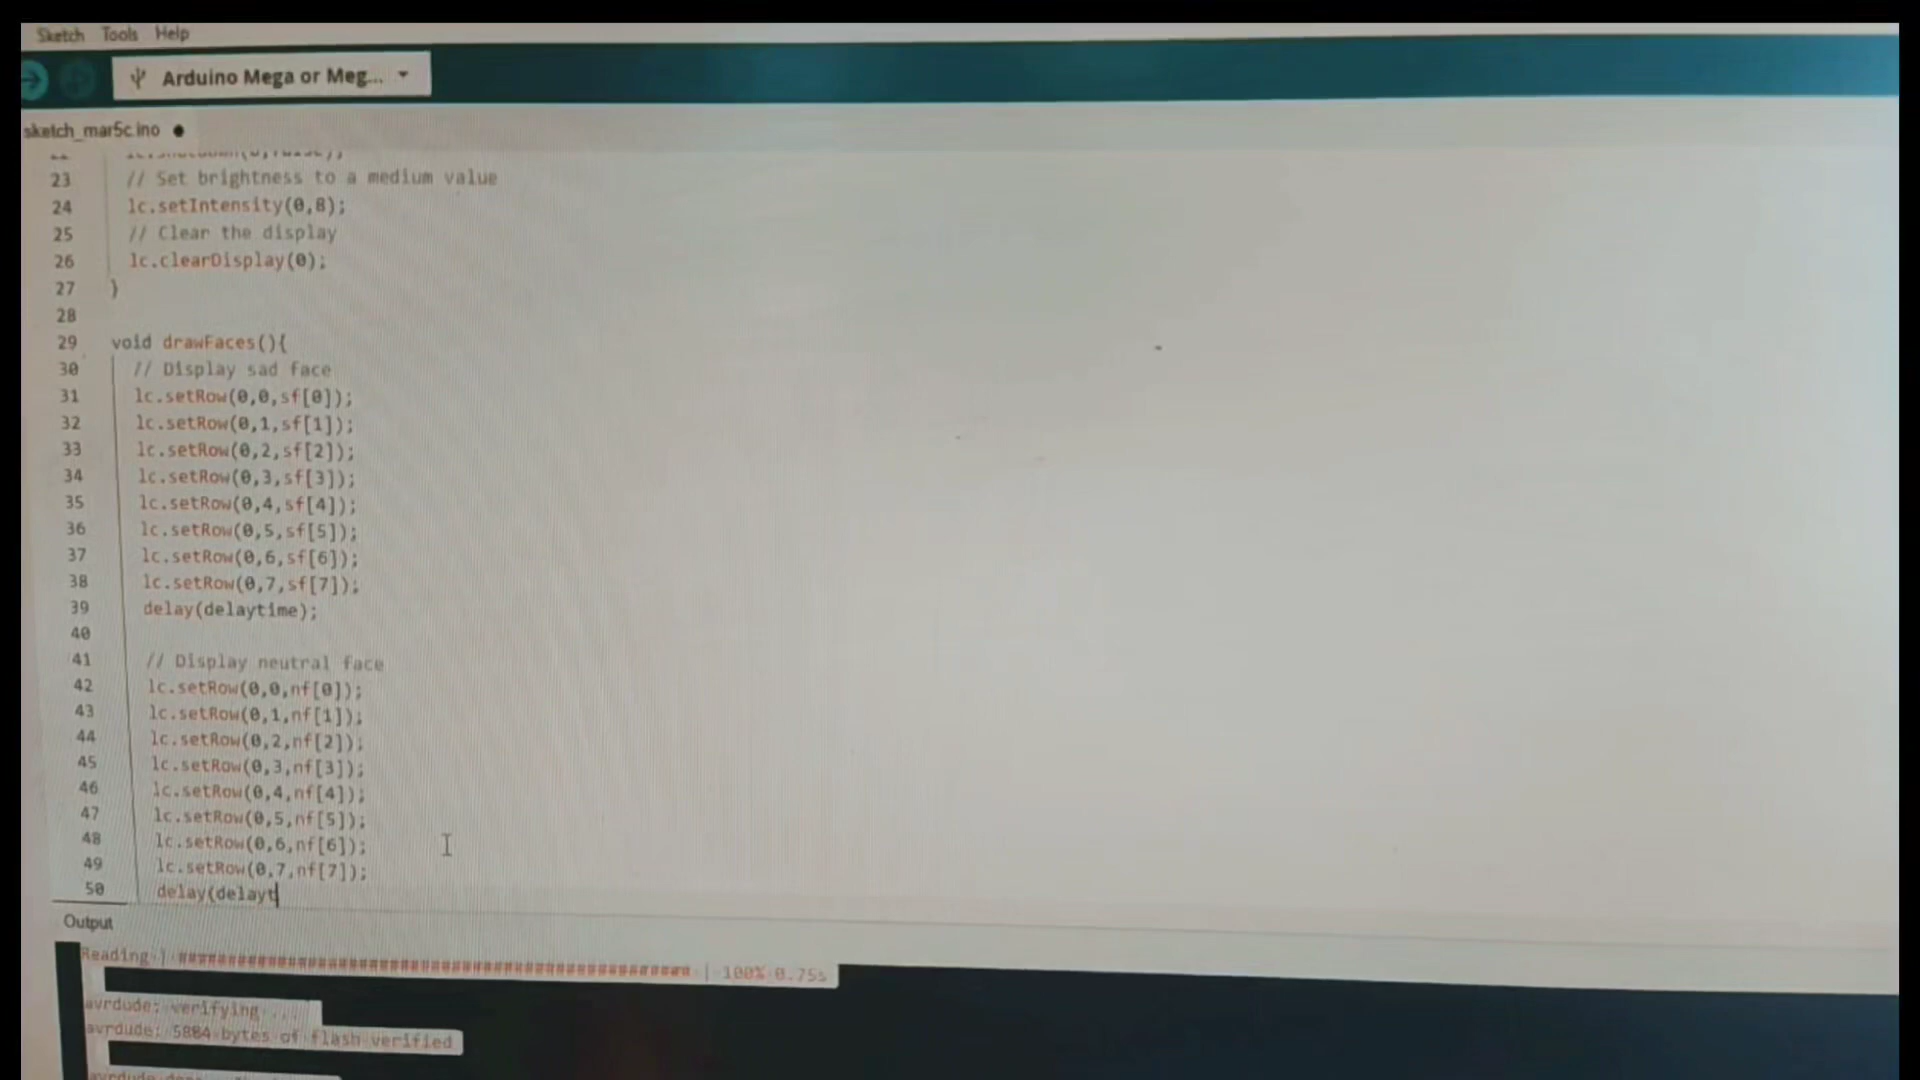 Sketch Tools Help
Arduino Mega or Meg...
sketch_mar5c.ino
23 // Set brightness to a medium value
24 lc.setIntensity(0,8);
25 // Clear the display
26 lc.clearDisplay(0);
27 }
28
29 void drawFaces(){
30 // Display sad face
31 lc.setRow(0,0,sf[0]);
32 lc.setRow(0,1,sf[1]);
33 lc.setRow(0,2,sf[2]);
34 lc.setRow(0,3,sf[3]);
35 lc.setRow(0,4,sf[4]);
36 lc.setRow(0,5,sf[5]);
37 lc.setRow(0,6,sf[6]);
38 lc.setRow(0,7,sf[7]);
39 delay(delaytime);
40
41 // Display neutral face
42 lc.setRow(0,0,nf[0]);
43 lc.setRow(0,1,nf[1]);
44 lc.setRow(0,2,nf[2]);
45 lc.setRow(0,3,nf[3]);
46 lc.setRow(0,4,nf[4]);
47 lc.setRow(0,5,nf[5]);
48 lc.setRow(0,6,nf[6]);
49 lc.setRow(0,7,nf[7]);
50 delay(delayt
Output
Reading | ################################################## | 100% 0.75s
avrdude: verifying ...
avrdude: 5884 bytes of flash verified